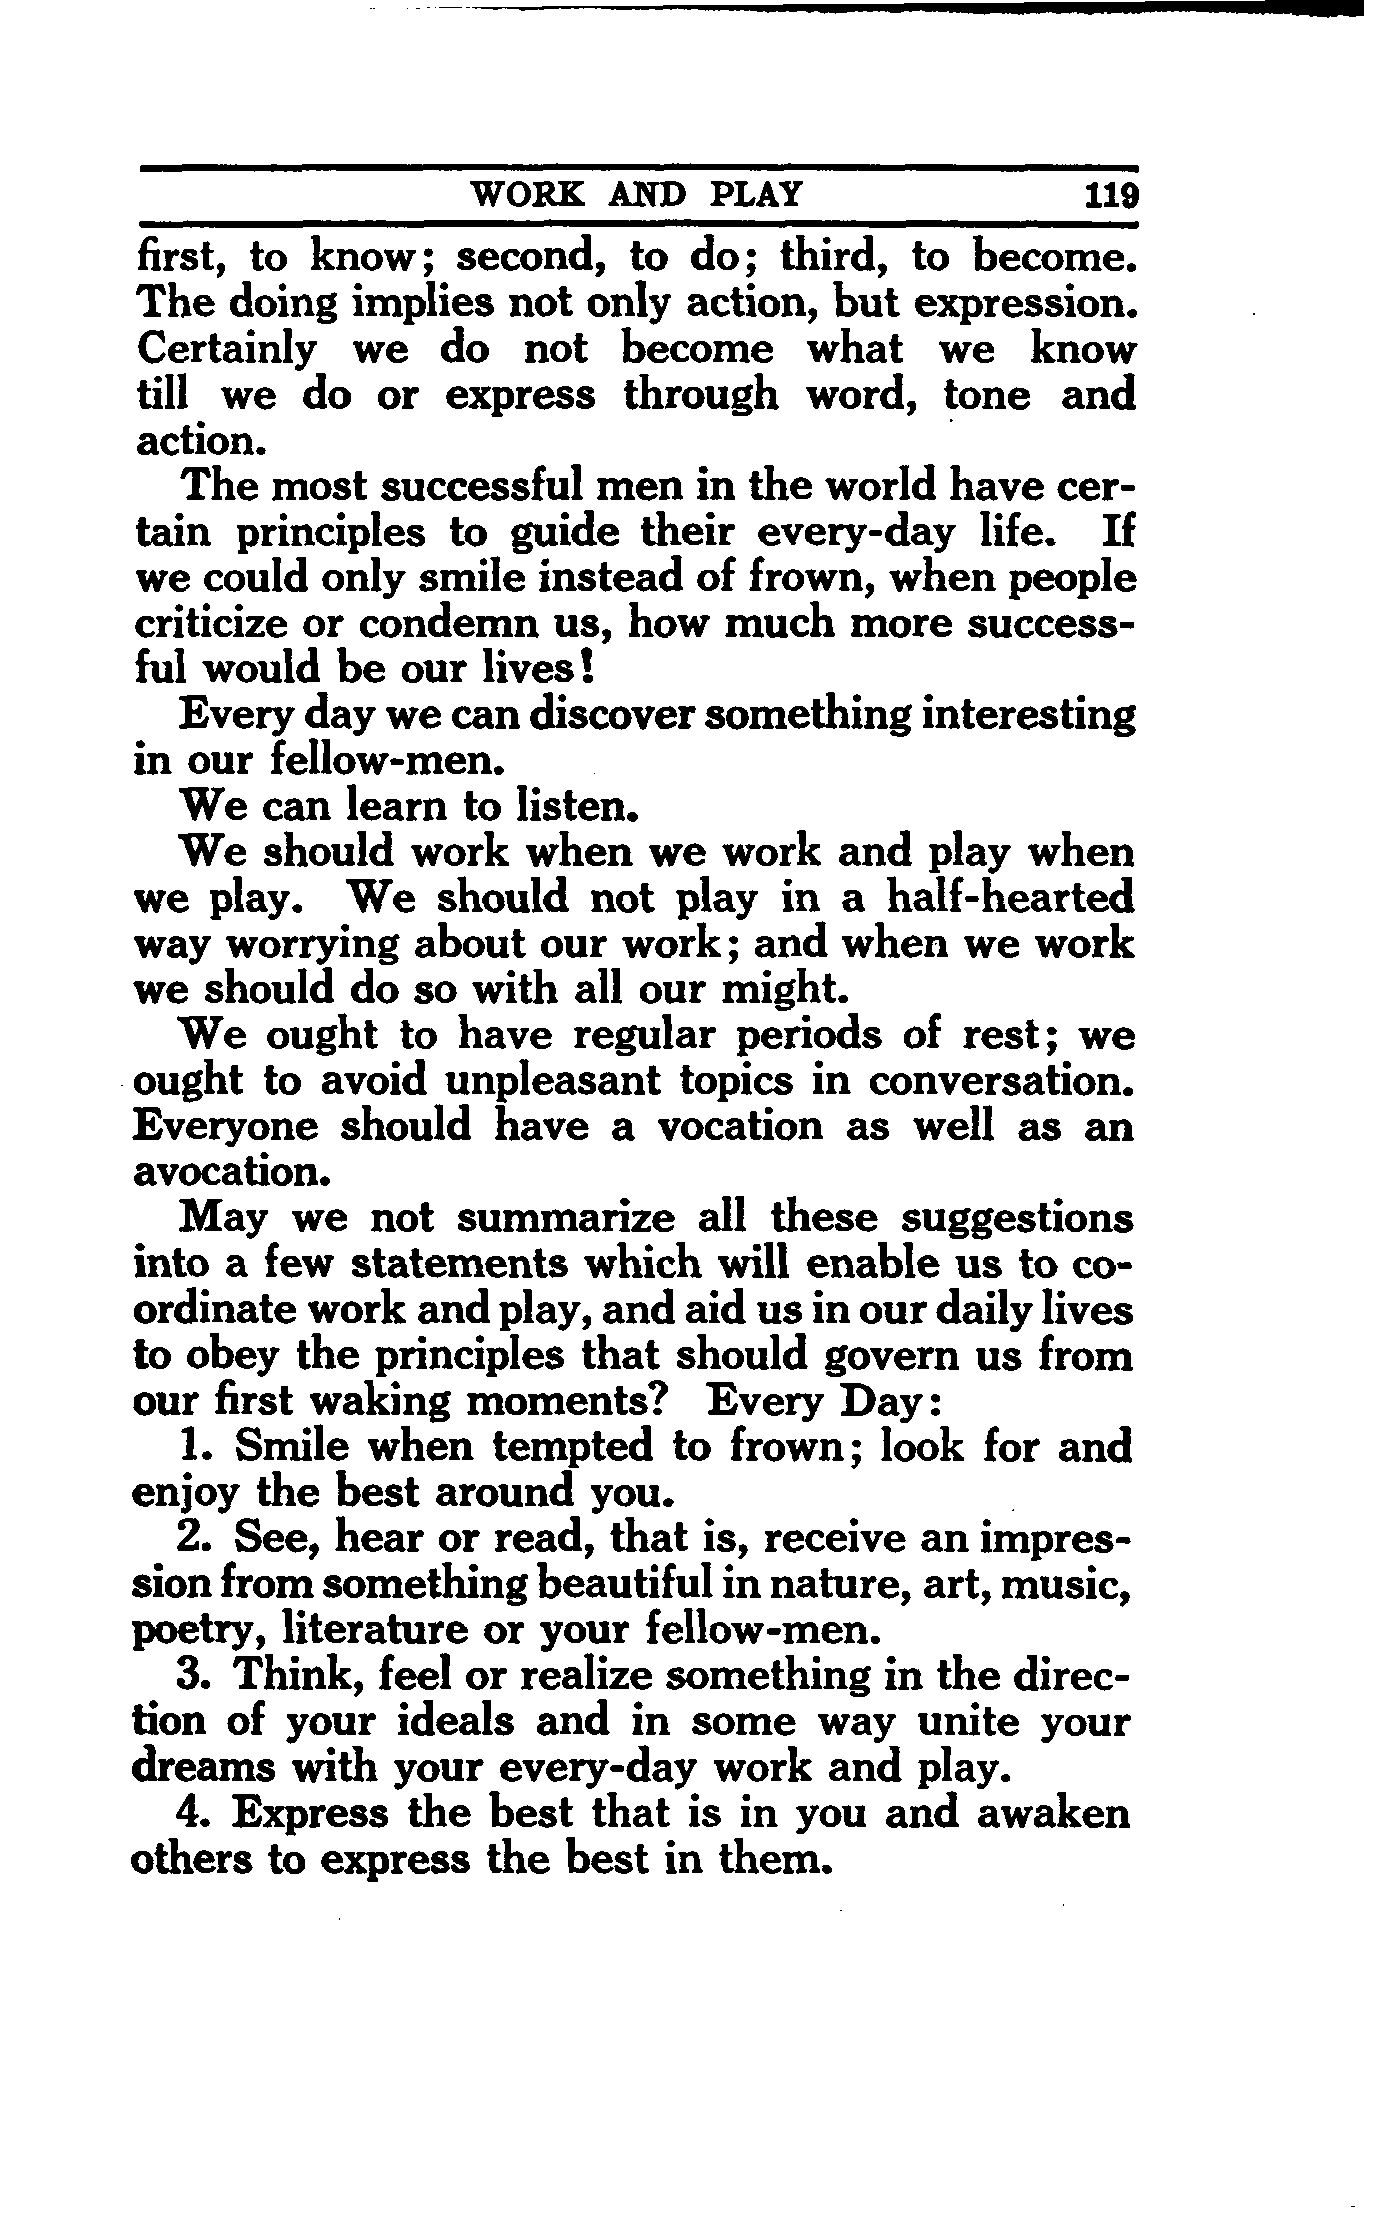 WORK AND PLAY 119
first, to know; second, to do; third, to become.
The doing implies not only action, but expression.
Certainly we do not become what we know
till we do or express through word, tone and
action.
The most successful men in the world have cer-
tain principles to guide their every-day life. If
we could only smile instead of frown, when people
criticize or condemn us, how much more success-
ful would be our lives!
Every day we can discover something interesting
in our fellow-men.
We can learn to listen.
We should work when we work and play when
we play. We should not play in a half-hearted
way worrying about our work; and when we work
we should do so with all our might.
We ought to have regular periods of rest; we
ought to avoid unpleasant topics in conversation.
Everyone should have a vocation as well as an
avocation.
May we not summarize all these suggestions
into a few statements which will enable us to co-
ordinate work and play, and aid us in our daily lives
to obey the principles that should govern us from
our first waking moments? Every Day:
1. Smile when tempted to frown; look for and
enjoy the best around you.
2. See, hear or read, that is, receive an impres-
sion from something beautiful in nature, art, music,
poetry, literature or your fellow-men.
3. Think, feel or realize something in the direc-
tion of your ideals and in some way unite your
dreams with your every-day work and play.
4. Express the best that is in you and awaken
others to express the best in them.